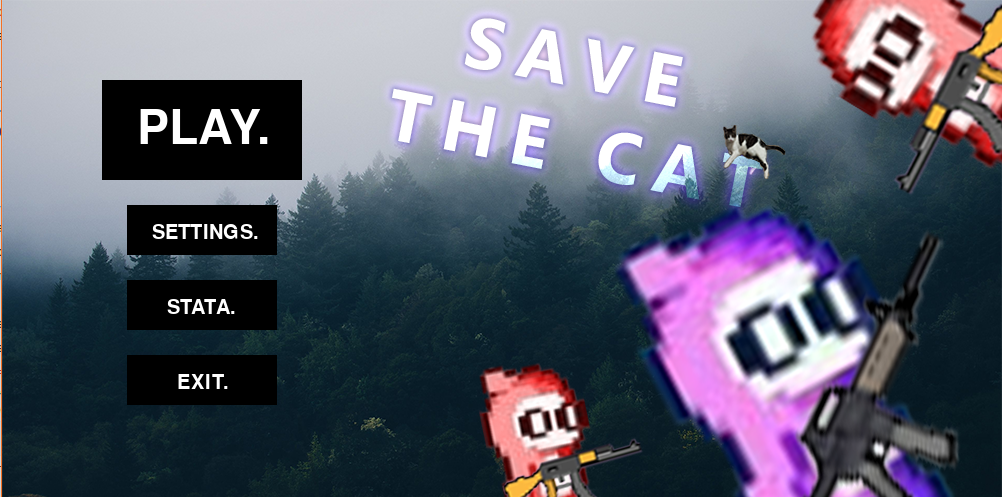 SAVE
THE CAT
PLAY.
SETTINGS.
STATA.
EXIT.